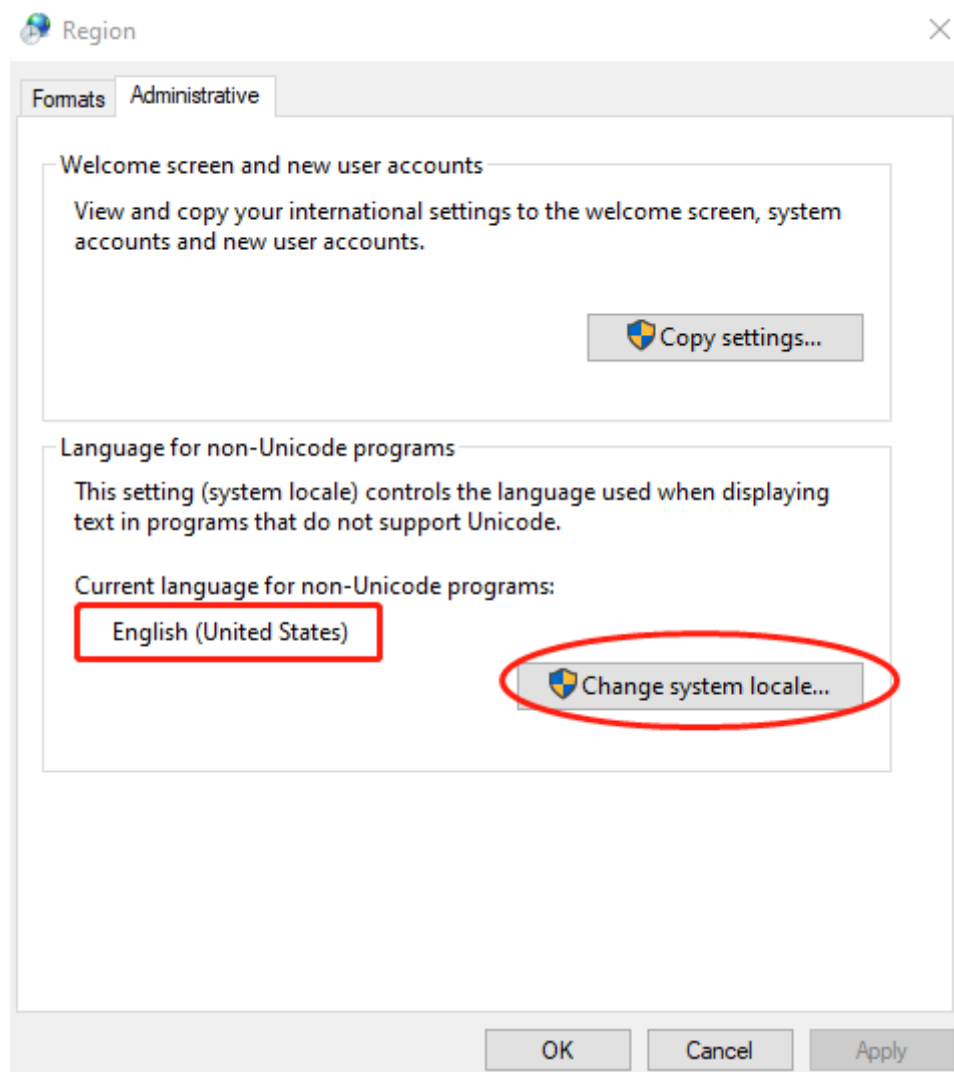 Region
Formats
Administrative
Welcome screen and new user accounts
View and copy your international settings to the welcome screen, system
accounts and new user accounts.
Copy settings...
Language for non-Unicode programs
This setting (system locale) controls the language used when displaying
text in programs that do not support Unicode.
Current language for non-Unicode programs:
English (United States)
Change system locale...
OK
Cancel
Apply